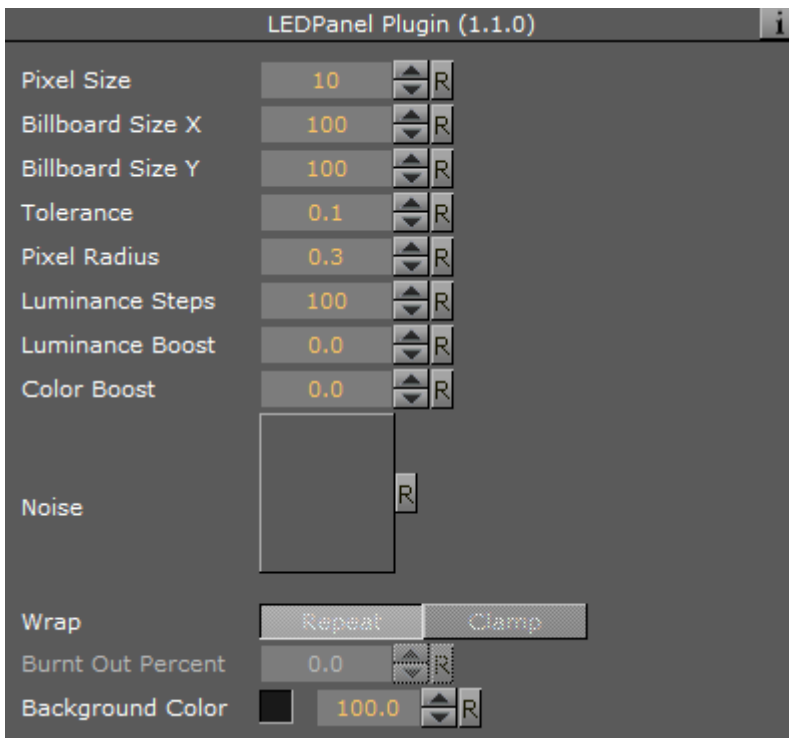 LEDPanel Plugin (1.1.0) i
Pixel Size 10 R
Billboard Size X 100 R
Billboard Size Y 100 R
Tolerance 0.1 R
Pixel Radius 0.3 R
Luminance Steps 100 R
Luminance Boost 0.0 R
Color Boost 0.0 R
Noise R
Wrap Repeat Clamp
Burnt Out Percent 0.0 R
Background Color 100.0 R